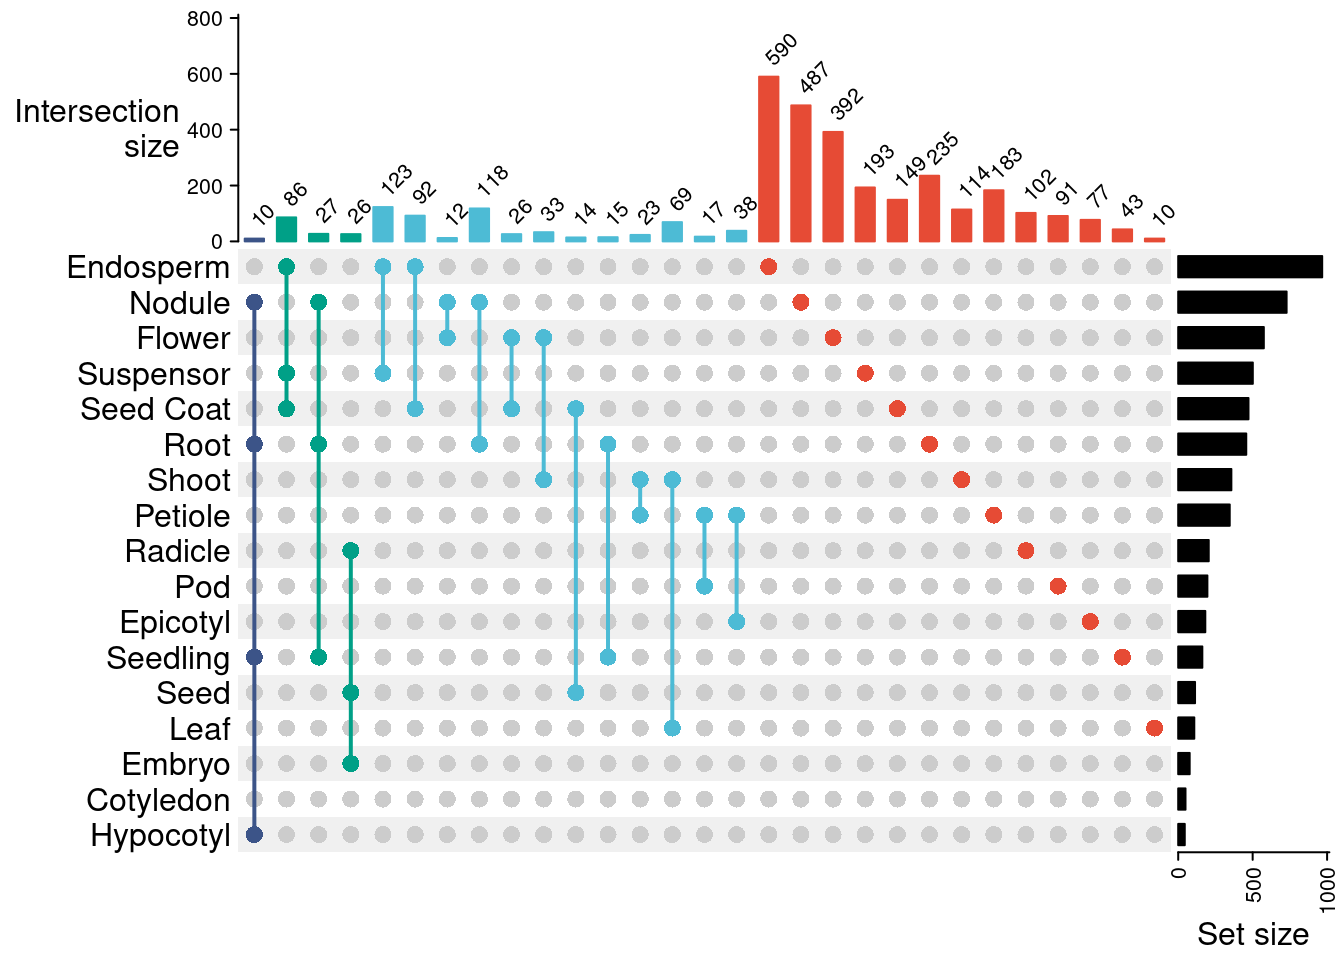 800
600
400
200
0
Intersection
size
10 86 27 26 123 92 12 118 26 33 14 15 23 69 17 38 590 487 392 193 149 235 114 183 102 91 77 43 10
Endosperm
Nodule
Flower
Suspensor
Seed Coat
Root
Shoot
Petiole
Radicle
Pod
Epicotyl
Seedling
Seed
Leaf
Embryo
Cotyledon
Hypocotyl
0 500 1000
Set size